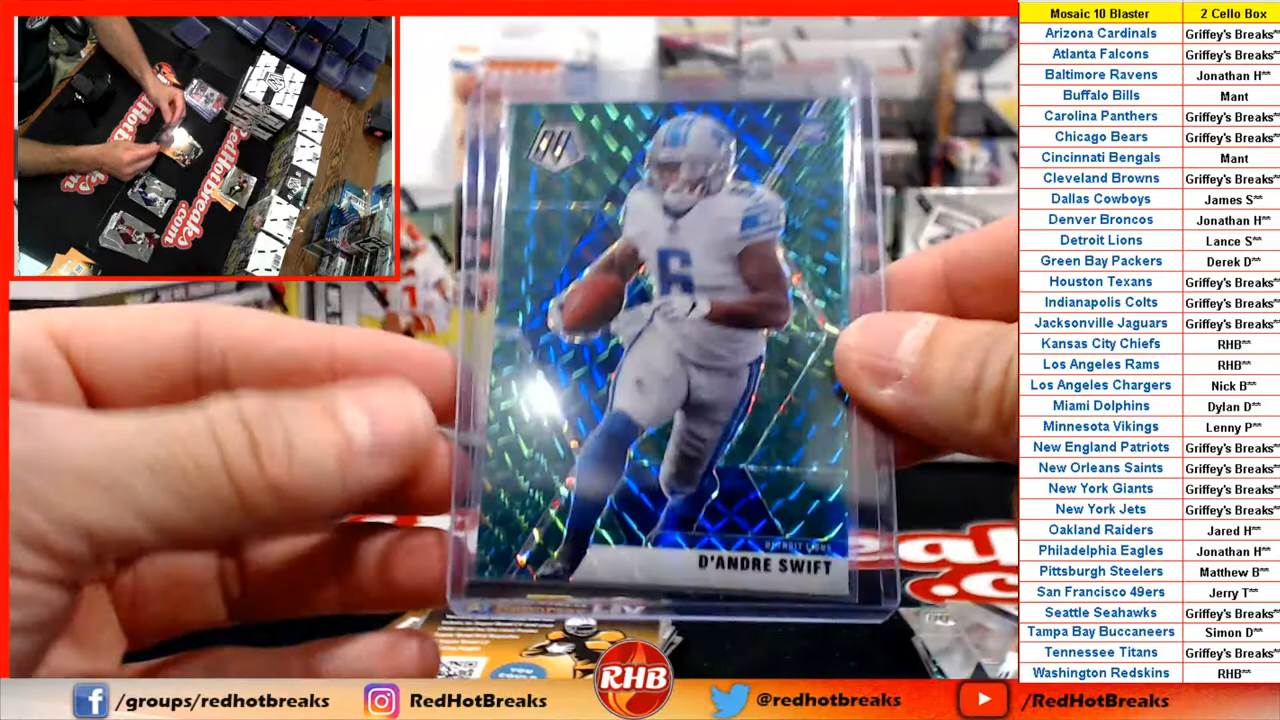 Mosaic 10 Blaster 2 Cello Box
Arizona Cardinals Griffey's Breaks**
Atlanta Falcons Griffey's Breaks**
Baltimore Ravens Jonathan H**
Buffalo Bills Mant
Carolina Panthers Griffey's Breaks**
Chicago Bears Griffey's Breaks**
Cincinnati Bengals Mant
Cleveland Browns Griffey's Breaks**
Dallas Cowboys James S**
Denver Broncos Jonathan H**
Detroit Lions Lance S**
Green Bay Packers Derek D**
Houston Texans Griffey's Breaks**
Indianapolis Colts Griffey's Breaks**
Jacksonville Jaguars Griffey's Breaks**
Kansas City Chiefs RHB**
Los Angeles Rams RHB**
Los Angeles Chargers Nick B**
Miami Dolphins Dylan D**
Minnesota Vikings Lenny P**
New England Patriots Griffey's Breaks**
New Orleans Saints Griffey's Breaks**
New York Giants Griffey's Breaks**
New York Jets Griffey's Breaks**
Oakland Raiders Jared H**
Philadelphia Eagles Jonathan H**
Pittsburgh Steelers Matthew B**
San Francisco 49ers Jerry T**
Seattle Seahawks Griffey's Breaks**
Tampa Bay Buccaneers Simon D**
Tennessee Titans Griffey's Breaks**
Washington Redskins RHB**
RedHotBreaks
.com
6
DETROIT LIONS
D'ANDRE SWIFT
/groups/redhotbreaks
RedHotBreaks
RHB
@redhotbreaks
/RedHotBreaks